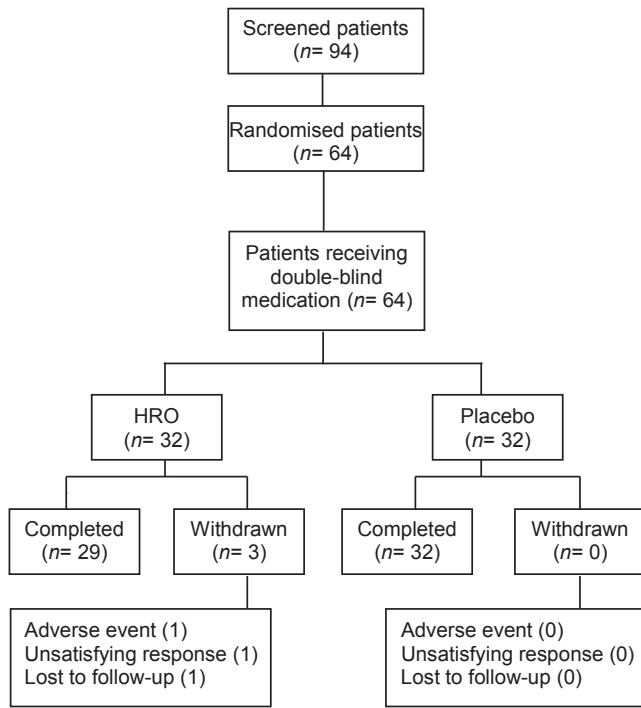 Screened patients
(n= 94)
Randomised patients
(n= 64)
Patients receiving
double-blind
medication (n= 64)
HRO
(n= 32)
Placebo
(n= 32)
Completed
(n= 29)
Withdrawn
(n= 3)
Completed
(n= 32)
Withdrawn
(n= 0)
Adverse event (1)
Unsatisfying response (1)
Lost to follow-up (1)
Adverse event (0)
Unsatisfying response (0)
Lost to follow-up (0)